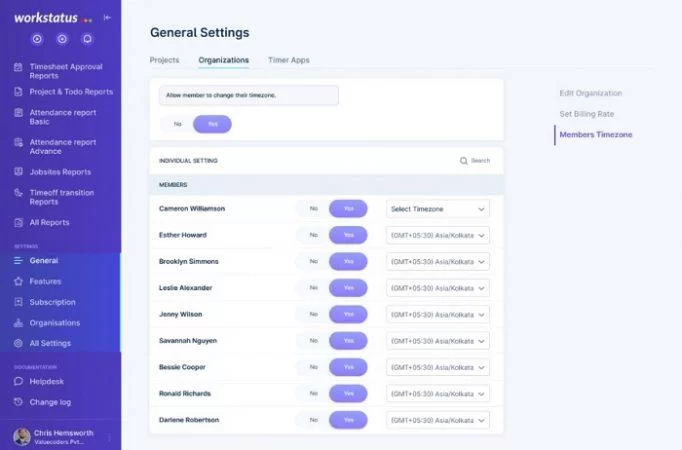 workstatus
Timesheet Approval
Reports
Project & Todo Reports
Attendance report
Basic
Attendance report
Advance
Jobsites Reports
Timeoff transition
Reports
All Reports
SETTINGS
General
Features
Subscription
Organisations
All Settings
DOCUMENTATION
Helpdesk
Change log
Chris Hemsworth
Valuecoders Pvt...
General Settings
Projects Organizations Timer Apps
Allow member to change their timezone.
No Yes
INDIVIDUAL SETTING Search
MEMBERS
Cameron Williamson No Yes Select Timezone
Esther Howard No Yes (GMT+05:30) Asia/Kolkata
Brooklyn Simmons No Yes (GMT+05:30) Asia/Kolkata
Leslie Alexander No Yes (GMT+05:30) Asia/Kolkata
Jenny Wilson No Yes (GMT+05:30) Asia/Kolkata
Savannah Nguyen No Yes (GMT+05:30) Asia/Kolkata
Bessie Cooper No Yes (GMT+05:30) Asia/Kolkata
Ronald Richards No Yes (GMT+05:30) Asia/Kolkata
Darlene Robertson No Yes (GMT+05:30) Asia/Kolkata
Edit Organization
Set Billing Rate
Members Timezone